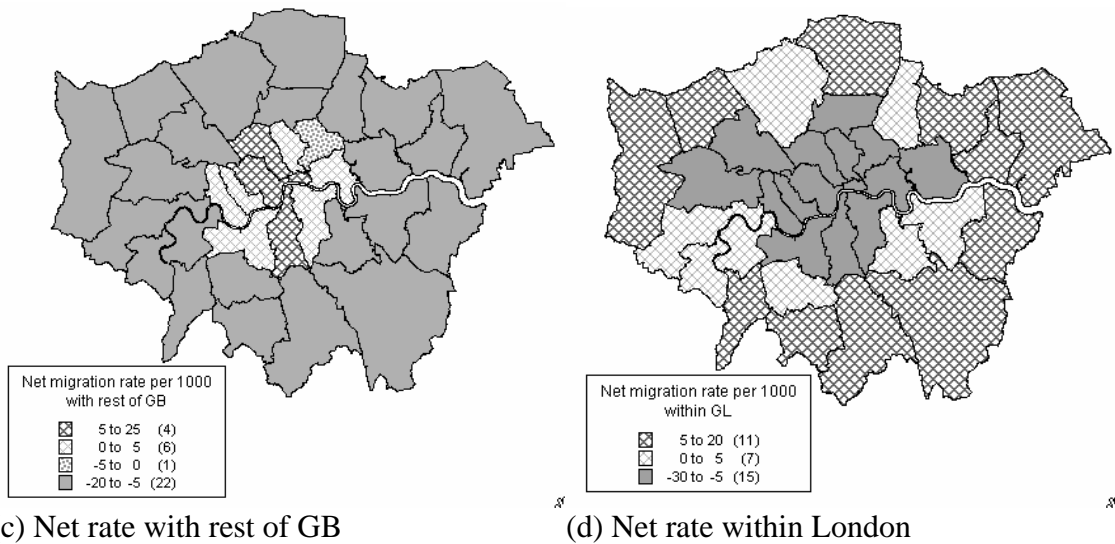 Net migration rate per 1000
with rest of GB
5 to 25 (4)
0 to 5 (6)
-5 to 0 (1)
-20 to -5 (22)
Net migration rate per 1000
within GL
5 to 20 (11)
0 to 5 (7)
-30 to -5 (15)
c) Net rate with rest of GB
(d) Net rate within London